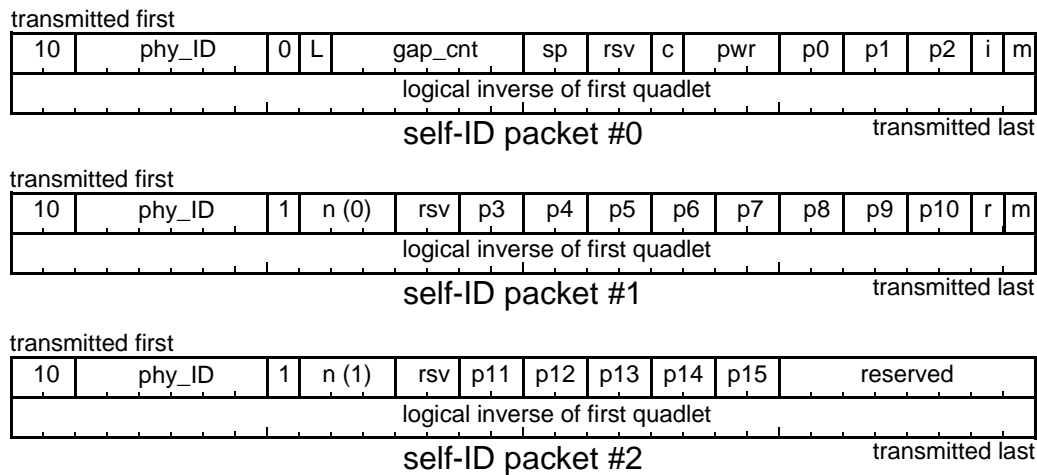 transmitted first
10 phy_ID 0 L gap_cnt sp rsv c pwr p0 p1 p2 i m
logical inverse of first quadlet
self-ID packet #0 transmitted last
transmitted first
10 phy_ID 1 n (0) rsv p3 p4 p5 p6 p7 p8 p9 p10 r m
logical inverse of first quadlet
self-ID packet #1 transmitted last
transmitted first
10 phy_ID 1 n (1) rsv p11 p12 p13 p14 p15 reserved
logical inverse of first quadlet
self-ID packet #2 transmitted last